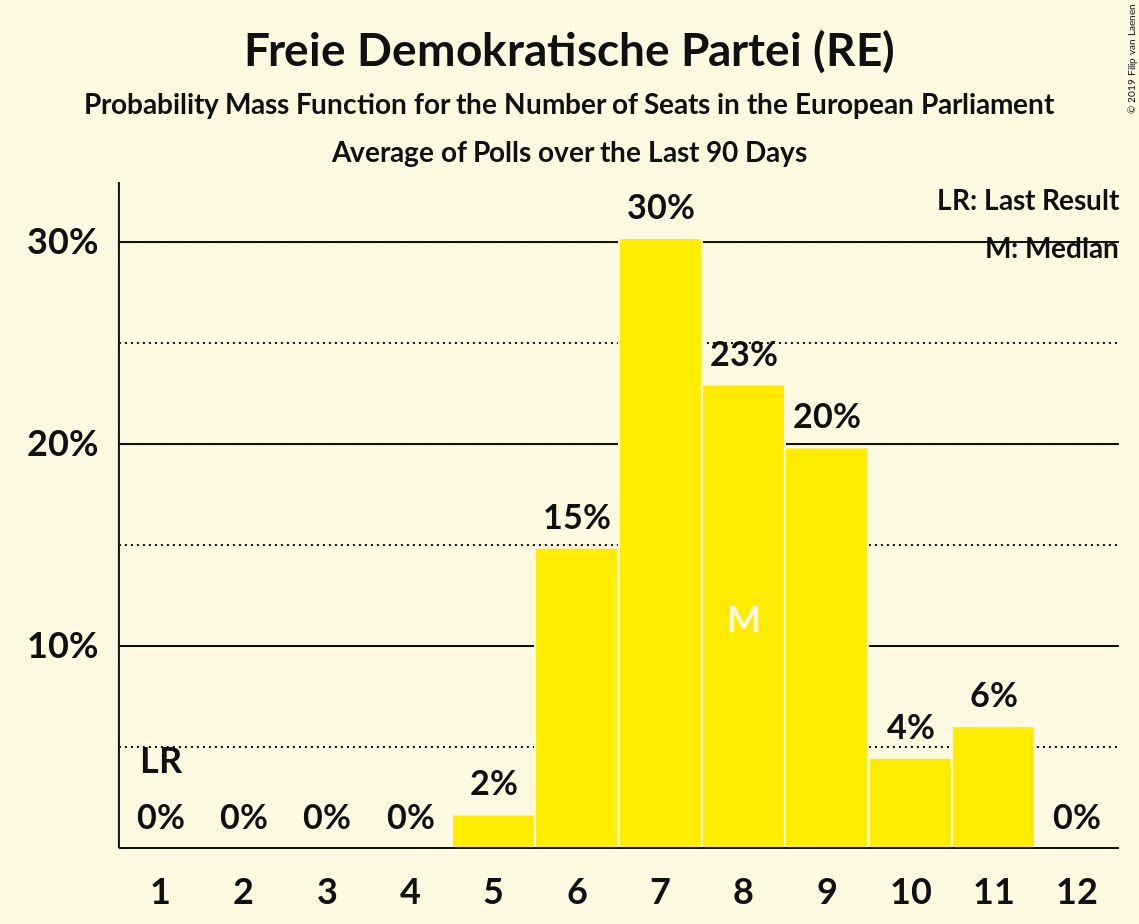 Freie Demokratische Partei (RE)
Probability Mass Function for the Number of Seats in the European Parliament
Average of Polls over the Last 90 Days
© 2019 Filip van Laenen
LR: Last Result
M: Median
30%
20%
10%
30%
23%
20%
15%
M
6%
4%
LR
2%
0% 0% 0% 0% 0%
1 2 3 4 5 6 7 8 9 10 11 12